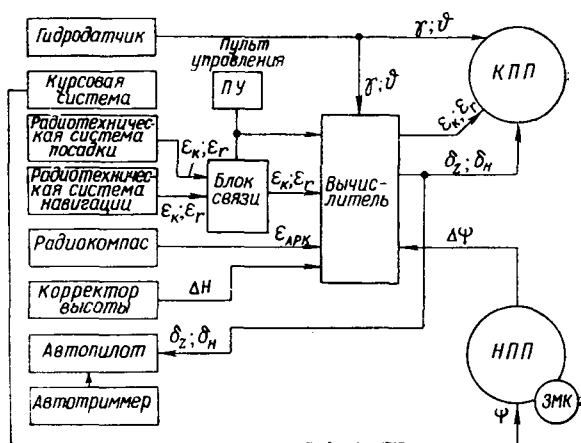 Гидродатчик
γ; ϑ
Пульт
управления
ПУ
КПП
Курсовая
система
γ; ϑ
Радиотехничес-
кая система
посадки
εк; εг
εк; εг
Радиотехничес-
кая система
навигации
εк; εг
Блок
связи
εк; εг
Вычис-
литель
δz; δн
Радиокомпас
εАРК
Δψ
Корректор
высоты
ΔН
Автопилот
δz; δн
НПП
ЗМК
Автотриммер
ψ